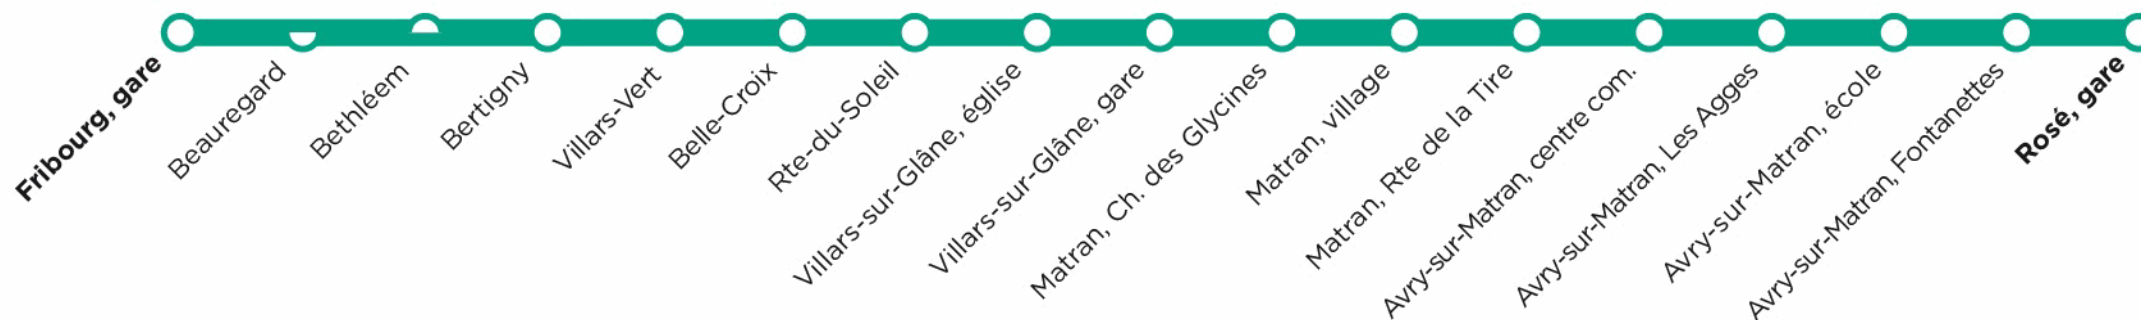 Fribourg, gare
Beauregard
Bethléem
Bertigny
Villars-Vert
Belle-Croix
Rte-du-Soleil
Villars-sur-Glâne, église
Villars-sur-Glâne, gare
Matran, Ch. des Glycines
Matran, village
Matran, Rte de la Tire
Avry-sur-Matran, centre com.
Avry-sur-Matran, Les Agges
Avry-sur-Matran, école
Avry-sur-Matran, Fontanettes
Rosé, gare